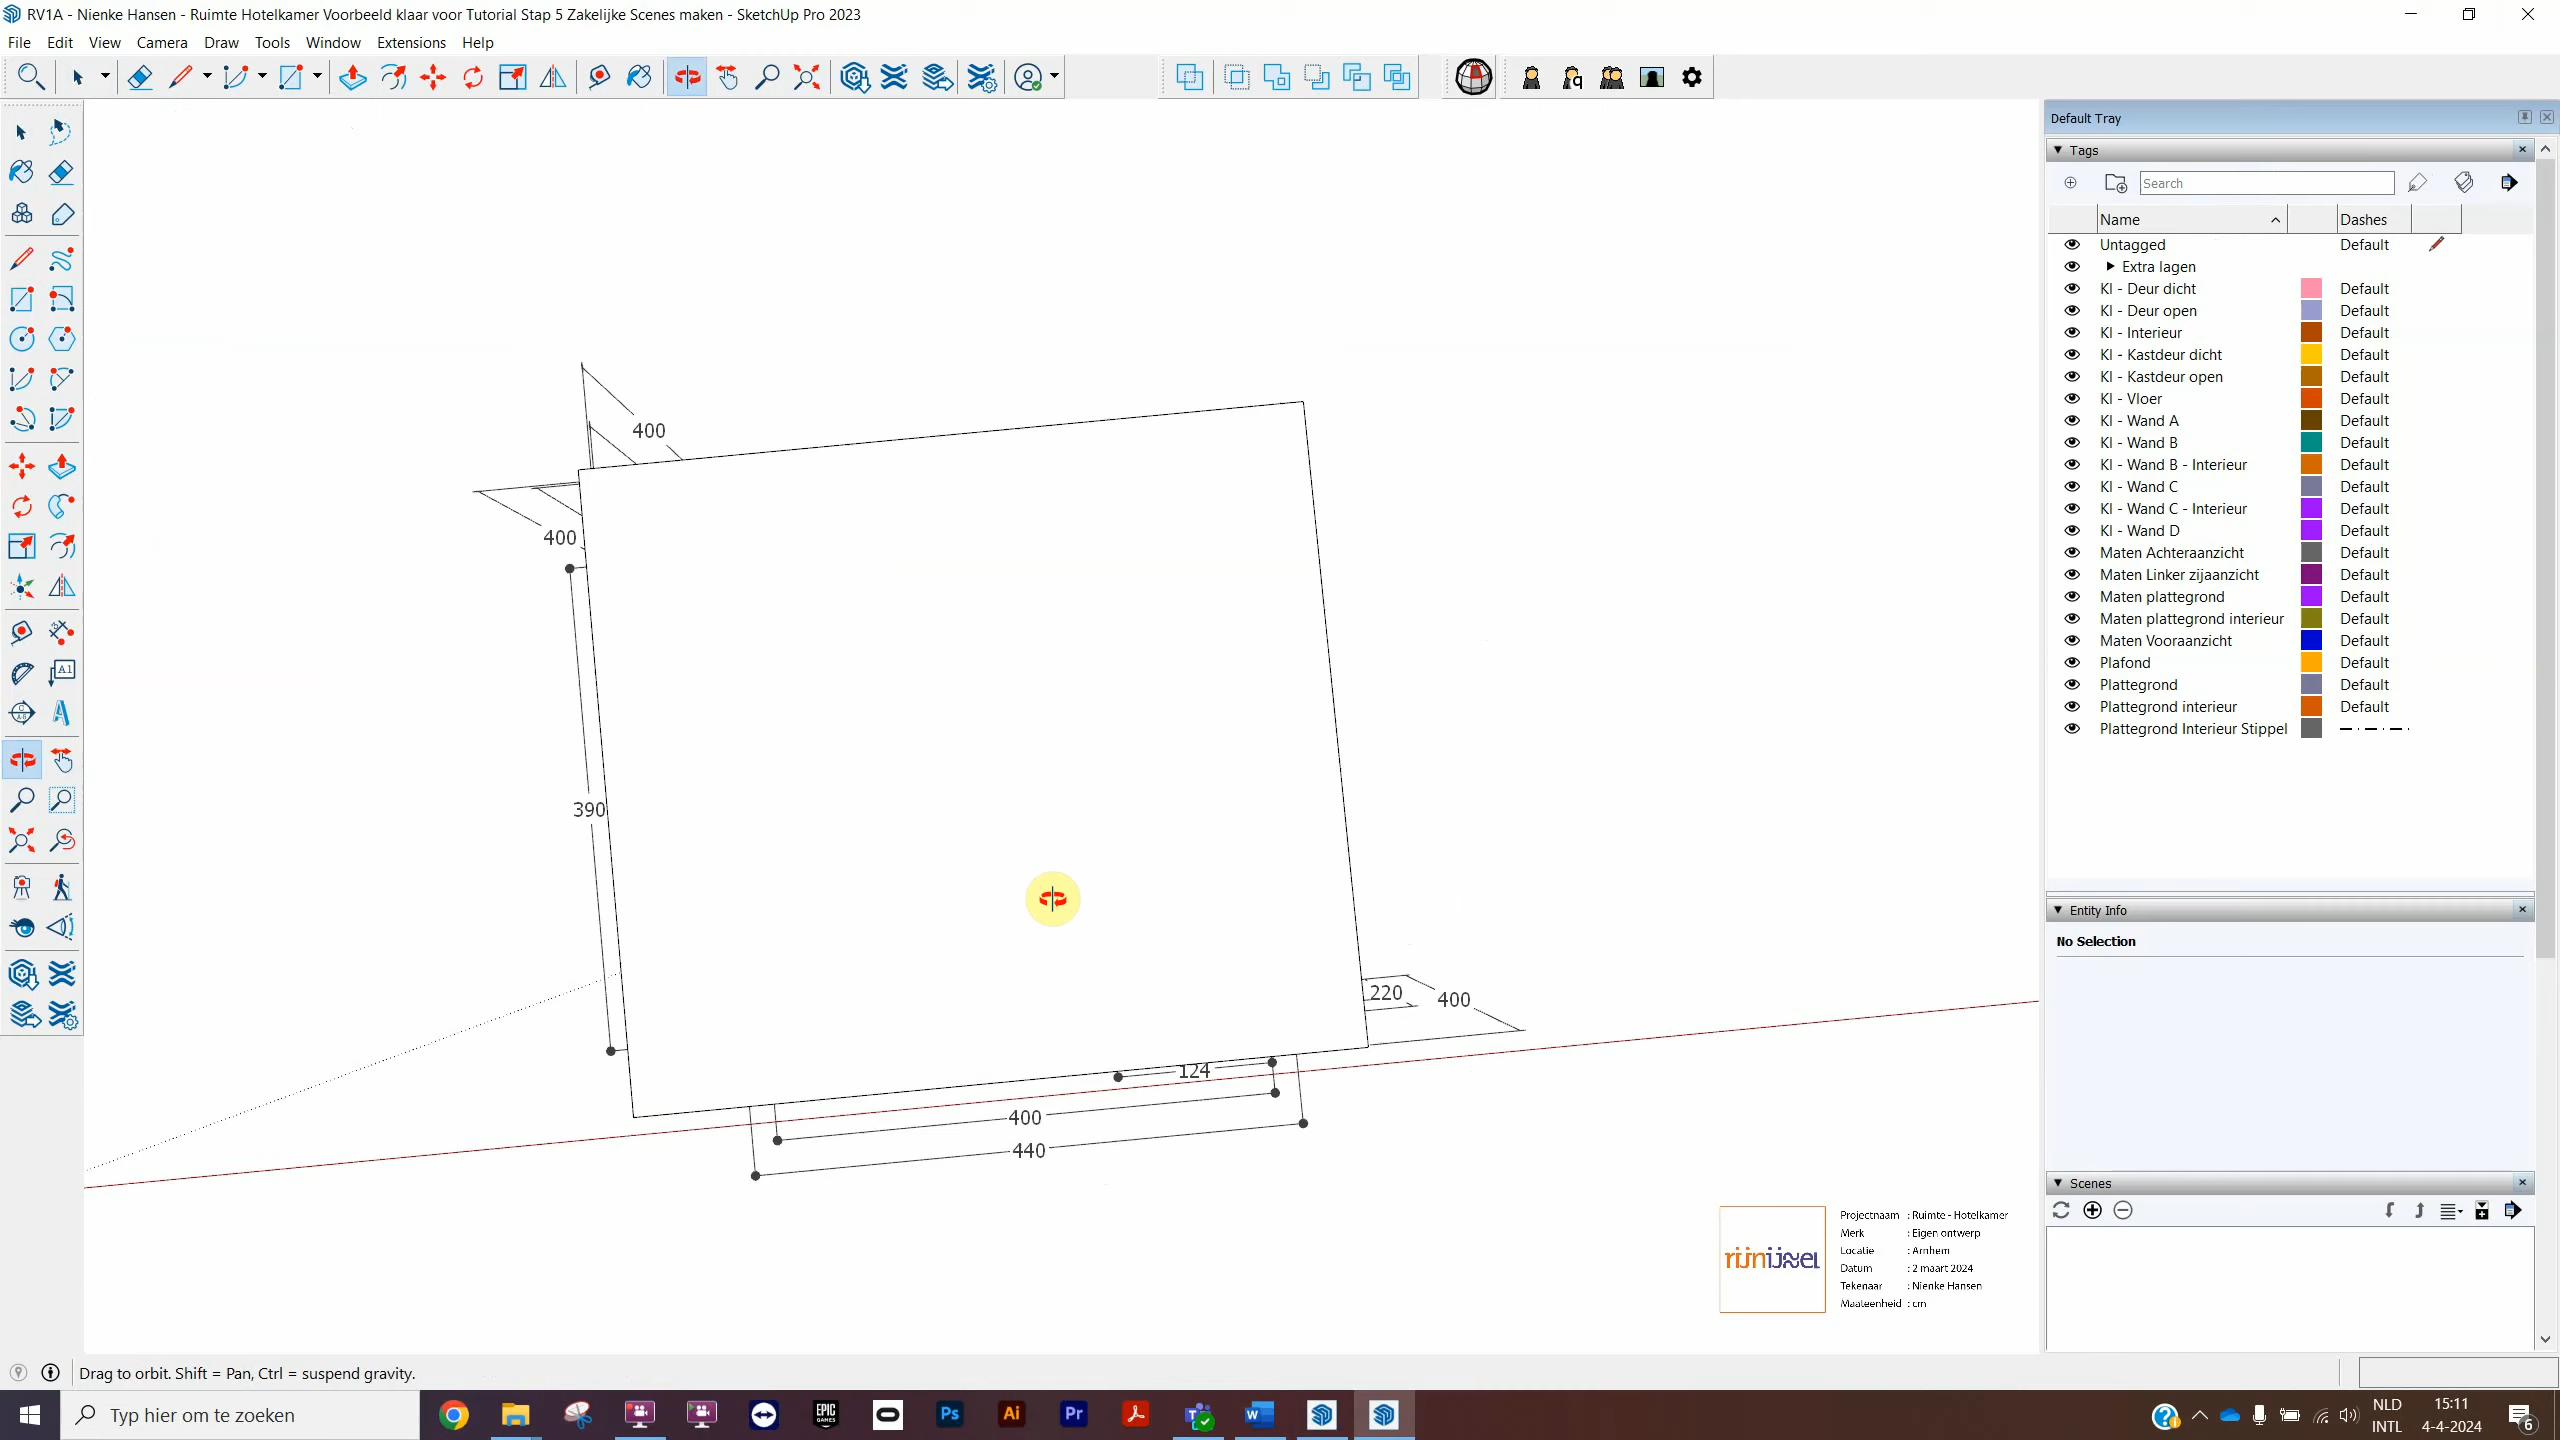 RV1A - Nienke Hansen - Ruimte Hotelkamer Voorbeeld klaar voor Tutorial Stap 5 Zakelijke Scenes maken - SketchUp Pro 2023
File Edit View Camera Draw Tools Window Extensions Help
Default Tray
Tags
Search
Name Dashes
Untagged Default
Extra lagen
KI - Deur dicht Default
KI - Deur open Default
KI - Interieur Default
KI - Kastdeur dicht Default
KI - Kastdeur open Default
KI - Vloer Default
KI - Wand A Default
KI - Wand B Default
KI - Wand B - Interieur Default
KI - Wand C Default
KI - Wand C - Interieur Default
KI - Wand D Default
Maten Achteraanzicht Default
Maten Linker zijaanzicht Default
Maten plattegrond Default
Maten plattegrond interieur Default
Maten Vooraanzicht Default
Plafond Default
Plattegrond Default
Plattegrond interieur Default
Plattegrond Interieur Stippel
Entity Info
No Selection
Scenes
400
400
390
220 400
124
400
440
rijnijssel
Projectnaam : Ruimte - Hotelkamer
Merk : Eigen ontwerp
Locatie : Arnhem
Datum : 2 maart 2024
Tekenaar : Nienke Hansen
Maateenheid : cm
Drag to orbit. Shift = Pan, Ctrl = suspend gravity.
Typ hier om te zoeken
EPIC
GAMES
Ps
Ai
Pr
NLD
INTL
15:11
4-4-2024
6